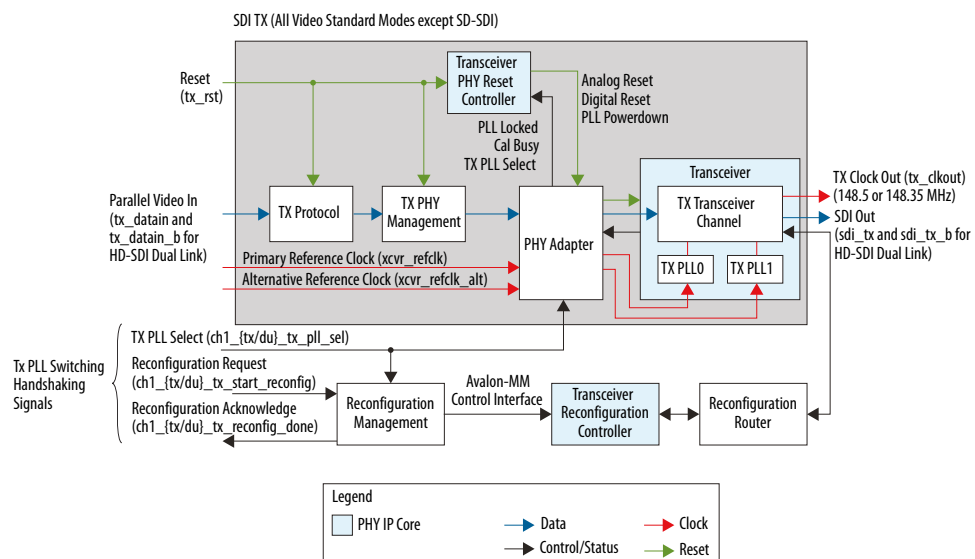 SDI TX (All Video Standard Modes except SD-SDI)
Reset
(tx_rst)
Transceiver
PHY Reset
Controller
Analog Reset
Digital Reset
PLL Powerdown
PLL Locked
Cal Busy
TX PLL Select
Parallel Video In
(tx_datain and
tx_datain_b for
HD-SDI Dual Link)
TX Protocol
TX PHY
Management
PHY Adapter
Transceiver
TX Transceiver
Channel
TX PLL0
TX PLL1
TX Clock Out (tx_clkout)
(148.5 or 148.35 MHz)
SDI Out
(sdi_tx and sdi_tx_b for
HD-SDI Dual Link)
Primary Reference Clock (xcvr_refclk)
Alternative Reference Clock (xcvr_refclk_alt)
Tx PLL Switching
Handshaking
Signals
TX PLL Select (ch1_{tx/du}_tx_pll_sel)
Reconfiguration Request
(ch1_{tx/du}_tx_start_reconfig)
Reconfiguration Acknowledge
(ch1_{tx/du}_tx_reconfig_done)
Reconfiguration
Management
Avalon-MM
Control Interface
Transceiver
Reconfiguration
Controller
Reconfiguration
Router
Legend
PHY IP Core
Data
Control/Status
Clock
Reset